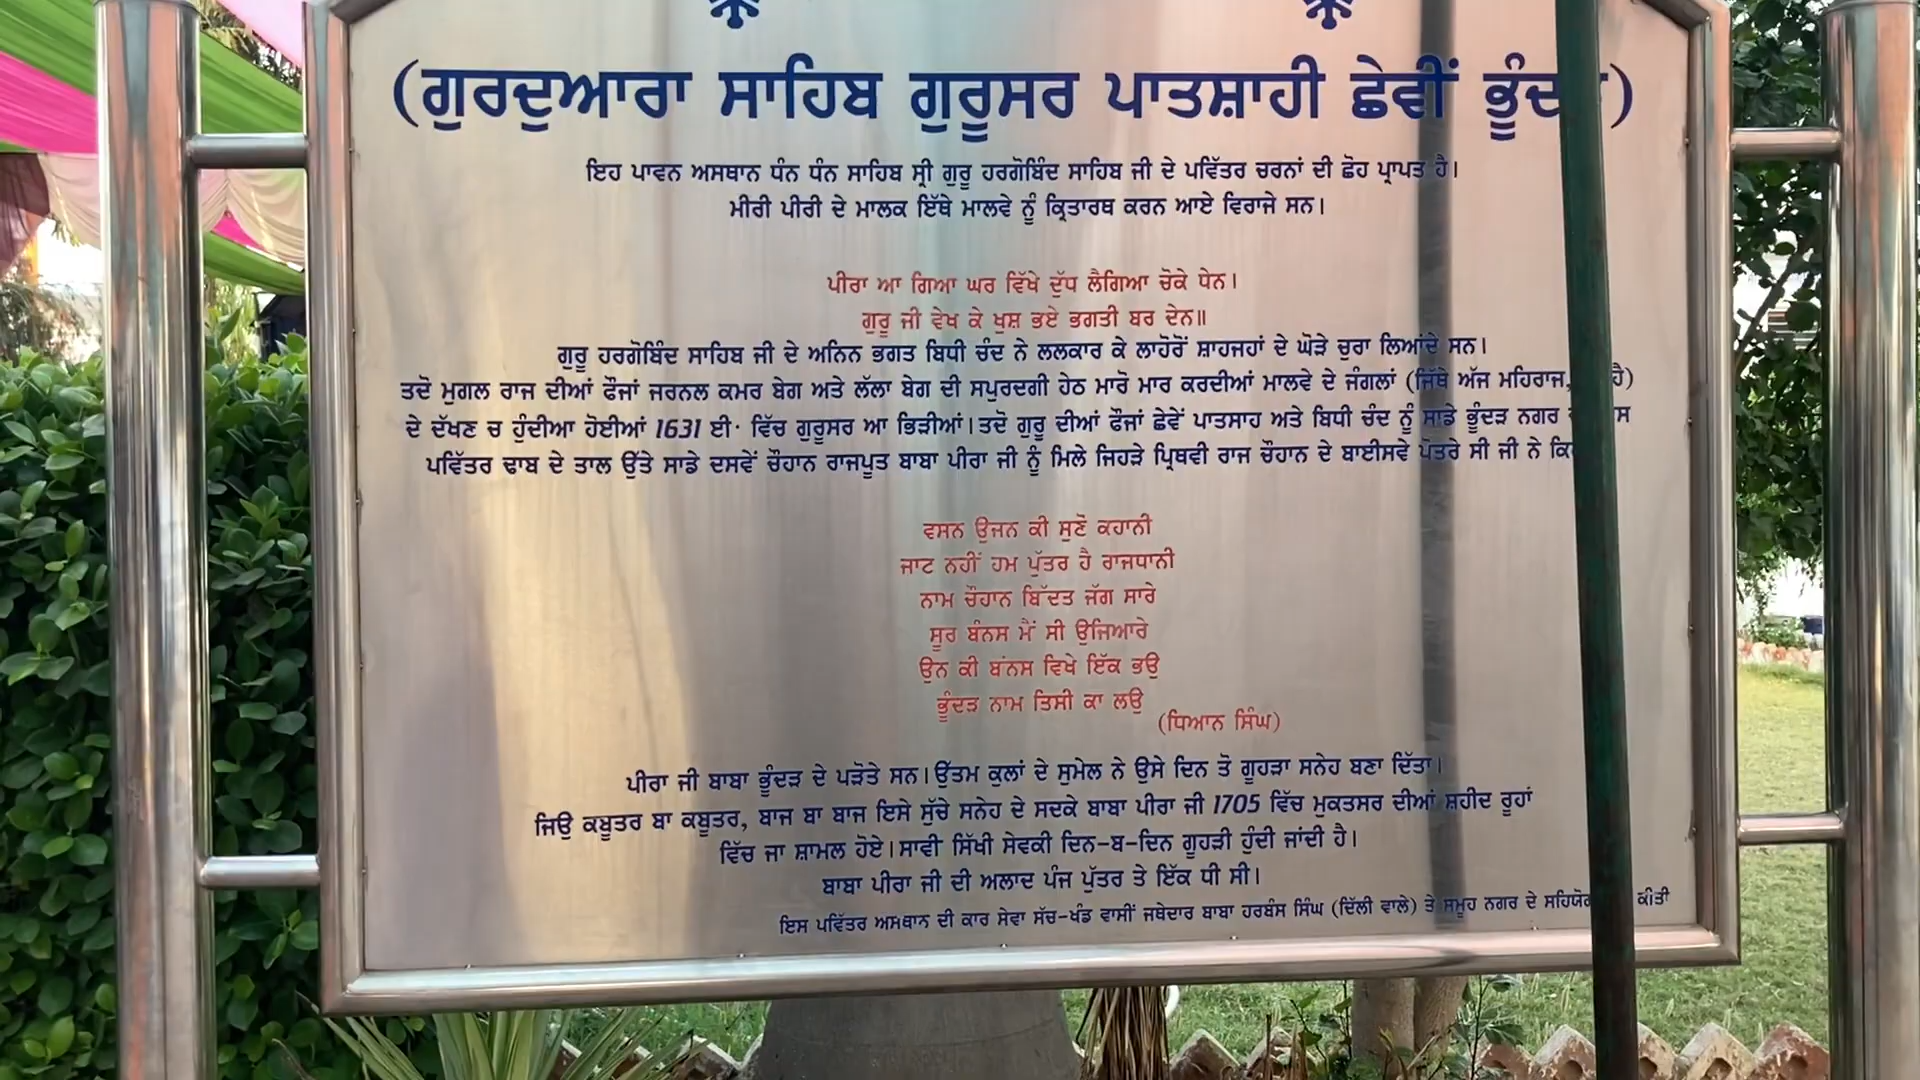 (ਗੁਰਦੁਆਰਾ ਸਾਹਿਬ ਗੁਰੂਸਰ ਪਾਤਸ਼ਾਹੀ ਛੇਵੀਂ)
ਇਹ ਪਾਵਨ ਅਸਥਾਨ ਧੰਨ ਧੰਨ ਸਾਹਿਬ ਸ੍ਰੀ ਗੁਰੂ ਹਰਗੋਬਿੰਦ ਸਾਹਿਬ ਜੀ ਦੇ ਪਵਿੱਤਰ ਚਰਨਾਂ ਦੀ ਛੋਹ ਪ੍ਰਾਪਤ ਹੈ।
ਮੀਰੀ ਪੀਰੀ ਦੇ ਮਾਲਕ ਇੱਥੇ ਮਾਲਵੇ ਨੂੰ ਕ੍ਰਿਤਾਰਥ ਕਰਨ ਆਏ ਵਿਰਾਜੇ ਸਨ।
ਪੀਰਾ ਆ ਗਿਆ ਘਰ ਵਿੱਖੇ ਦੁੱਧ ਲੈਗਿਆ ਚੋਕੇ ਧੇਨ।
ਗੁਰੂ ਜੀ ਵੇਖ ਕੇ ਖੁਸ਼ ਭਏ ਭਗਤੀ ਬਰ ਦੇਨ॥
ਗੁਰੂ ਹਰਗੋਬਿੰਦ ਸਾਹਿਬ ਜੀ ਦੇ ਅਨਿਨ ਭਗਤ ਬਿਧੀ ਚੰਦ ਨੇ ਲਲਕਾਰ ਕੇ ਲਾਹੋਰੋਂ ਸ਼ਾਹਜਹਾਂ ਦੇ ਘੋੜੇ ਚੁਰਾ ਲਿਆਂਦੇ ਸਨ।
ਤਦੋ ਮੁਗਲ ਰਾਜ ਦੀਆਂ ਫੌਜਾਂ ਜਰਨਲ ਕਮਰ ਬੇਗ ਅਤੇ ਲੱਲਾ ਬੇਗ ਦੀ ਸਪੁਰਦਗੀ ਹੇਠ ਮਾਰੋ ਮਾਰ ਕਰਦੀਆਂ ਮਾਲਵੇ ਦੇ ਜੰਗਲਾਂ (ਜਿੱਥੇ ਅੱਜ ਮਹਿਰਾਜ, ਹੈ)
ਦੇ ਦੱਖਣ ਚ ਹੁੰਦੀਆ ਹੋਈਆਂ 1631 ਈ· ਵਿੱਚ ਗੁਰੂਸਰ ਆ ਭਿੜੀਆਂ।ਤਦੋ ਗੁਰੂ ਦੀਆਂ ਫੌਜਾਂ ਛੇਵੇਂ ਪਾਤਸਾਹ ਅਤੇ ਬਿਧੀ ਚੰਦ ਨੂੰ ਸਾਡੇ ਭੂੰਦੜ ਨਗਰ
ਪਵਿੱਤਰ ਢਾਬ ਦੇ ਤਾਲ ਉੱਤੇ ਸਾਡੇ ਦਸਵੇਂ ਚੌਹਾਨ ਰਾਜਪੂਤ ਬਾਬਾ ਪੀਰਾ ਜੀ ਨੂੰ ਮਿਲੇ ਜਿਹੜੇ ਪ੍ਰਿਥਵੀ ਰਾਜ ਚੌਹਾਨ ਦੇ ਬਾਈਸਵੇ ਪੋਤਰੇ ਸੀ ਜੀ ਨੇ
ਵਸਨ ਉਜਨ ਕੀ ਸੁਣੋ ਕਹਾਨੀ
ਜਾਟ ਨਹੀਂ ਹਮ ਪੁੱਤਰ ਹੈ ਰਾਜਧਾਨੀ
ਨਾਮ ਚੌਹਾਨ ਬਿੱਦਤ ਜੱਗ ਸਾਰੇ
ਸੂਰ ਬੰਨਸ ਮੈਂ ਸੀ ਉਜਿਆਰੇ
ਉਨ ਕੀ ਬਾਂਨਸ ਵਿਖੇ ਇੱਕ ਭਉ
ਭੂੰਦੜ ਨਾਮ ਤਿਸੀ ਕਾ ਲਉ
(ਧਿਆਨ ਸਿੰਘ)
ਪੀਰਾ ਜੀ ਬਾਬਾ ਭੂੰਦੜ ਦੇ ਪੜੋਤੇ ਸਨ।ਉੱਤਮ ਕੁਲਾਂ ਦੇ ਸੁਮੇਲ ਨੇ ਉਸੇ ਦਿਨ ਤੋ ਗੂਹੜਾ ਸਨੇਹ ਬਣਾ ਦਿੱਤਾ।
ਜਿਉ ਕਬੂਤਰ ਬਾ ਕਬੂਤਰ, ਬਾਜ ਬਾ ਬਾਜ ਇਸੇ ਸੁੱਚੇ ਸਨੇਹ ਦੇ ਸਦਕੇ ਬਾਬਾ ਪੀਰਾ ਜੀ 1705 ਵਿੱਚ ਮੁਕਤਸਰ ਦੀਆਂ ਸ਼ਹੀਦ ਰੂਹਾਂ
ਵਿੱਚ ਜਾ ਸ਼ਾਮਲ ਹੋਏ।ਸਾਵੀ ਸਿੱਖੀ ਸੇਵਕੀ ਦਿਨ-ਬ-ਦਿਨ ਗੂਹੜੀ ਹੁੰਦੀ ਜਾਂਦੀ ਹੈ।
ਬਾਬਾ ਪੀਰਾ ਜੀ ਦੀ ਅਲਾਦ ਪੰਜ ਪੁੱਤਰ ਤੇ ਇੱਕ ਧੀ ਸੀ।
ਇਸ ਪਵਿੱਤਰ ਅਸਥਾਨ ਦੀ ਕਾਰ ਸੇਵਾ ਸੱਚ-ਖੰਡ ਵਾਸੀਂ ਜਥੇਦਾਰ ਬਾਬਾ ਹਰਬੰਸ ਸਿੰਘ (ਦਿੱਲੀ ਵਾਲੇ) ਤੇ ਸਮੂਹ ਨਗਰ ਦੇ ਕੀਤੀ